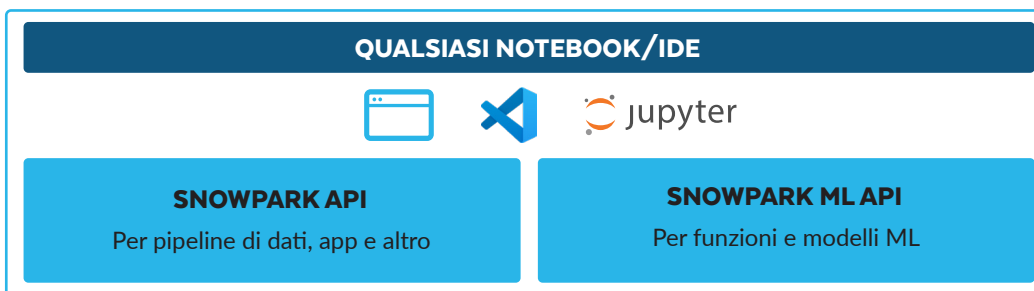 QUALSIASI NOTEBOOK/IDE
jupyter
SNOWPARK API
Per pipeline di dati, app e altro
SNOWPARK ML API
Per funzioni e modelli ML